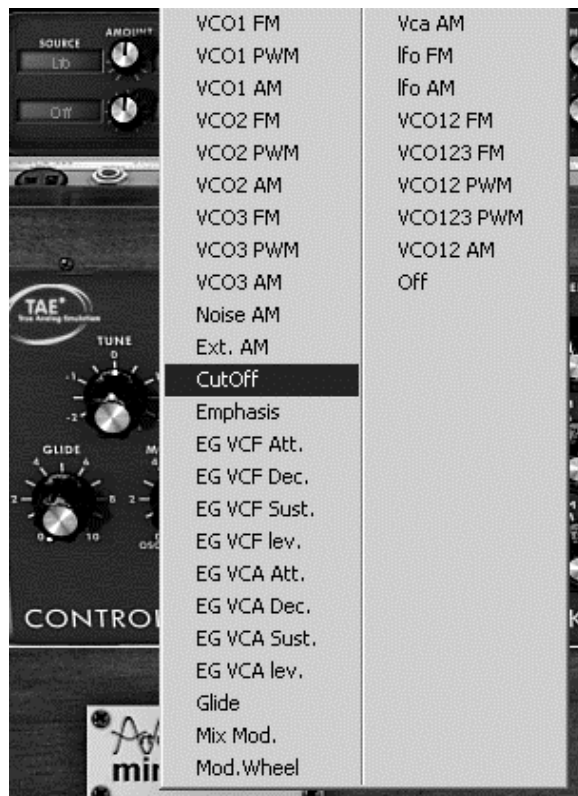 AMOUNT
SOURCE
Lfo
Off
TAE®
True Analog Emulation
TUNE
0
-1
-2
GLIDE
4
6
2
8
0
10
CONTRO
min
VCO1 FM
VCO1 PWM
VCO1 AM
VCO2 FM
VCO2 PWM
VCO2 AM
VCO3 FM
VCO3 PWM
VCO3 AM
Noise AM
Ext. AM
CutOff
Emphasis
EG VCF Att.
EG VCF Dec.
EG VCF Sust.
EG VCF lev.
EG VCA Att.
EG VCA Dec.
EG VCA Sust.
EG VCA lev.
Glide
Mix Mod.
Mod.Wheel
Vca AM
lfo FM
lfo AM
VCO12 FM
VCO123 FM
VCO12 PWM
VCO123 PWM
VCO12 AM
Off